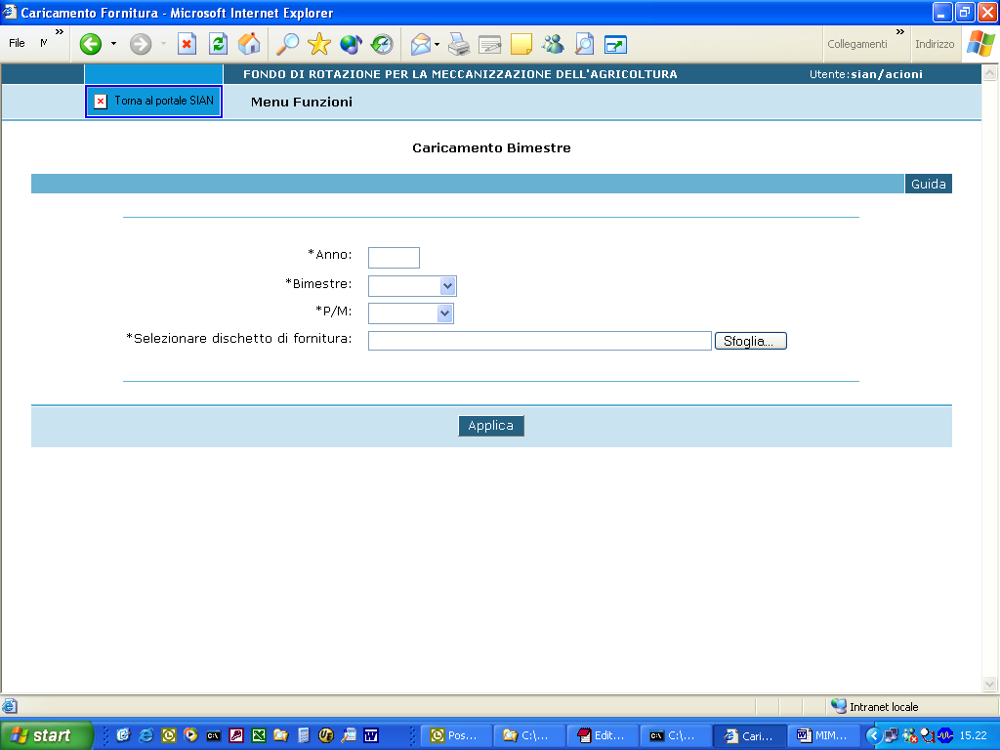 Caricamento Fornitura - Microsoft Internet Explorer
File M » Collegamenti » Indirizzo
FONDO DI ROTAZIONE PER LA MECCANIZZAZIONE DELL'AGRICOLTURA Utente:sian/acioni
Torna al portale SIAN Menu Funzioni
Caricamento Bimestre
Guida
*Anno:
*Bimestre:
*P/M:
*Selezionare dischetto di fornitura: Sfoglia...
Applica
Intranet locale
start Pos... C:\... Edit... C:\... Cari... MIM... 15.22